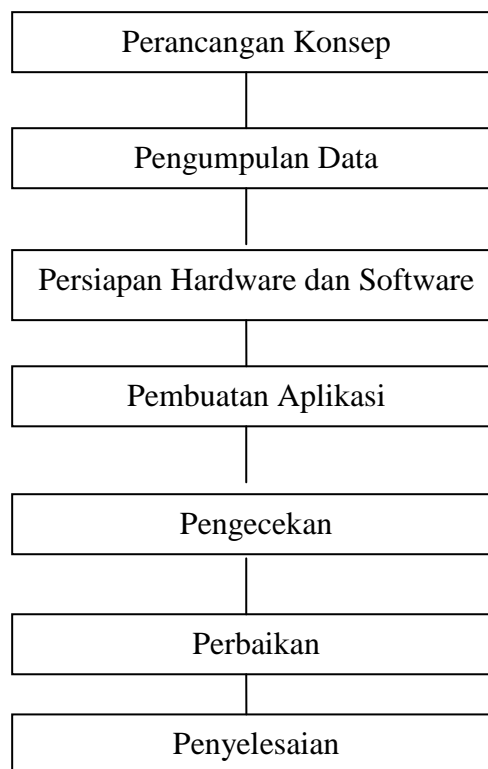 Perancangan Konsep
Pengumpulan Data
Persiapan Hardware dan Software
Pembuatan Aplikasi
Pengecekan
Perbaikan
Penyelesaian